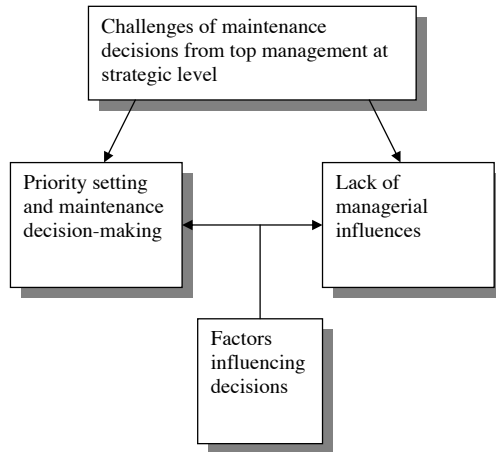 Challenges of maintenance
decisions from top management at
strategic level
Priority setting
and maintenance
decision-making
Lack of
managerial
influences
Factors
influencing
decisions